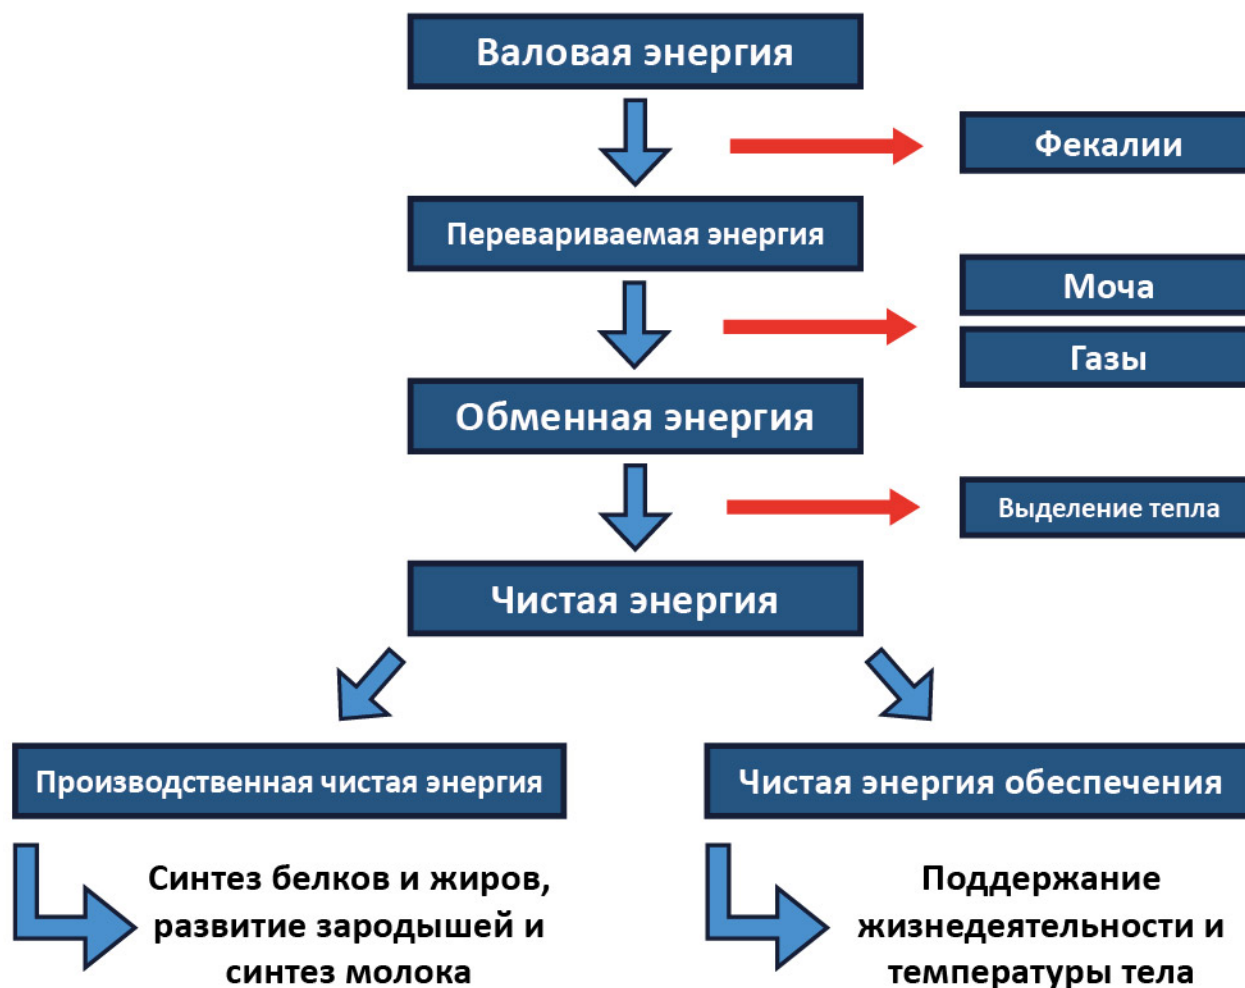 Валовая энергия
Фекалии
Перевариваемая энергия
Моча
Газы
Обменная энергия
Выделение тепла
Чистая энергия
Производственная чистая энергия
Чистая энергия обеспечения
Синтез белков и жиров,
развитие зародышей и
синтез молока
Поддержание
жизнедеятельности и
температуры тела